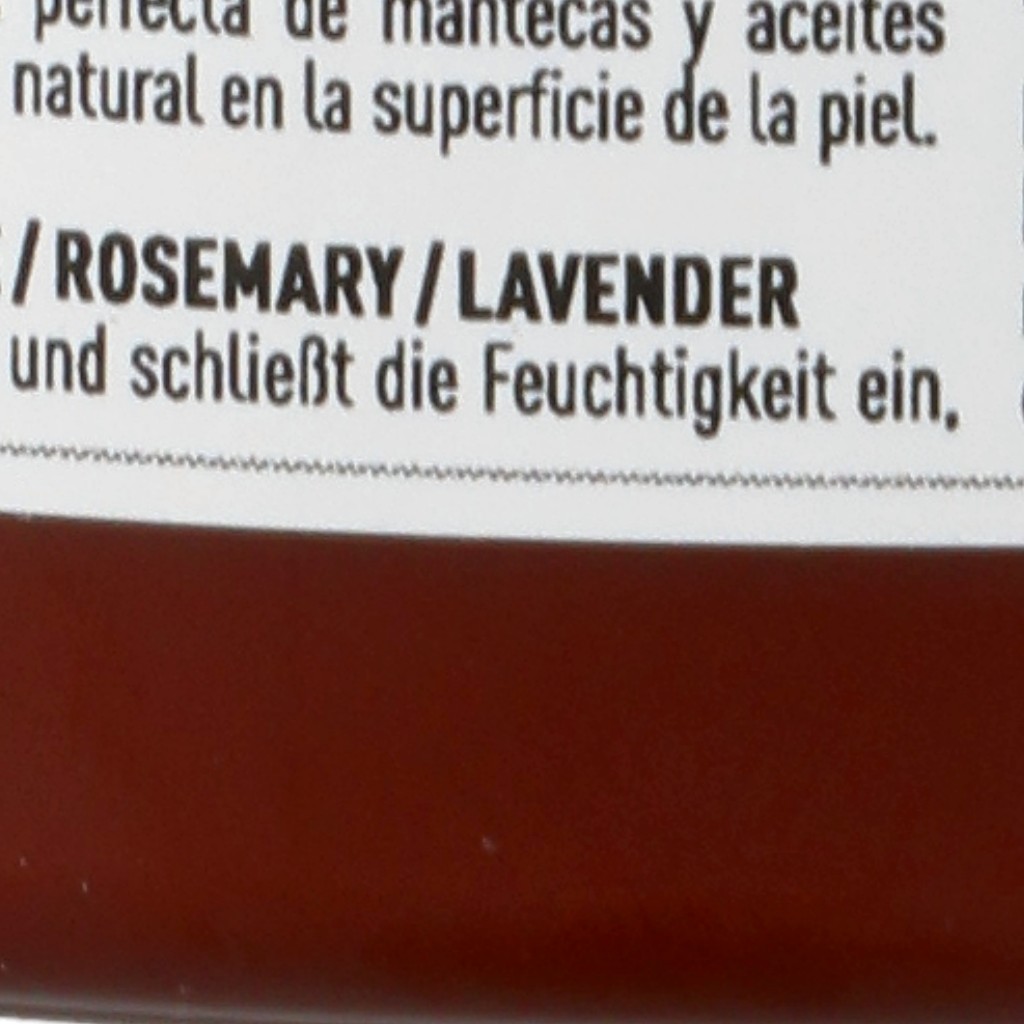 perfecta de mantecas y aceites
natural en la superficie de la piel.
/ ROSEMARY / LAVENDER
und schließt die Feuchtigkeit ein.